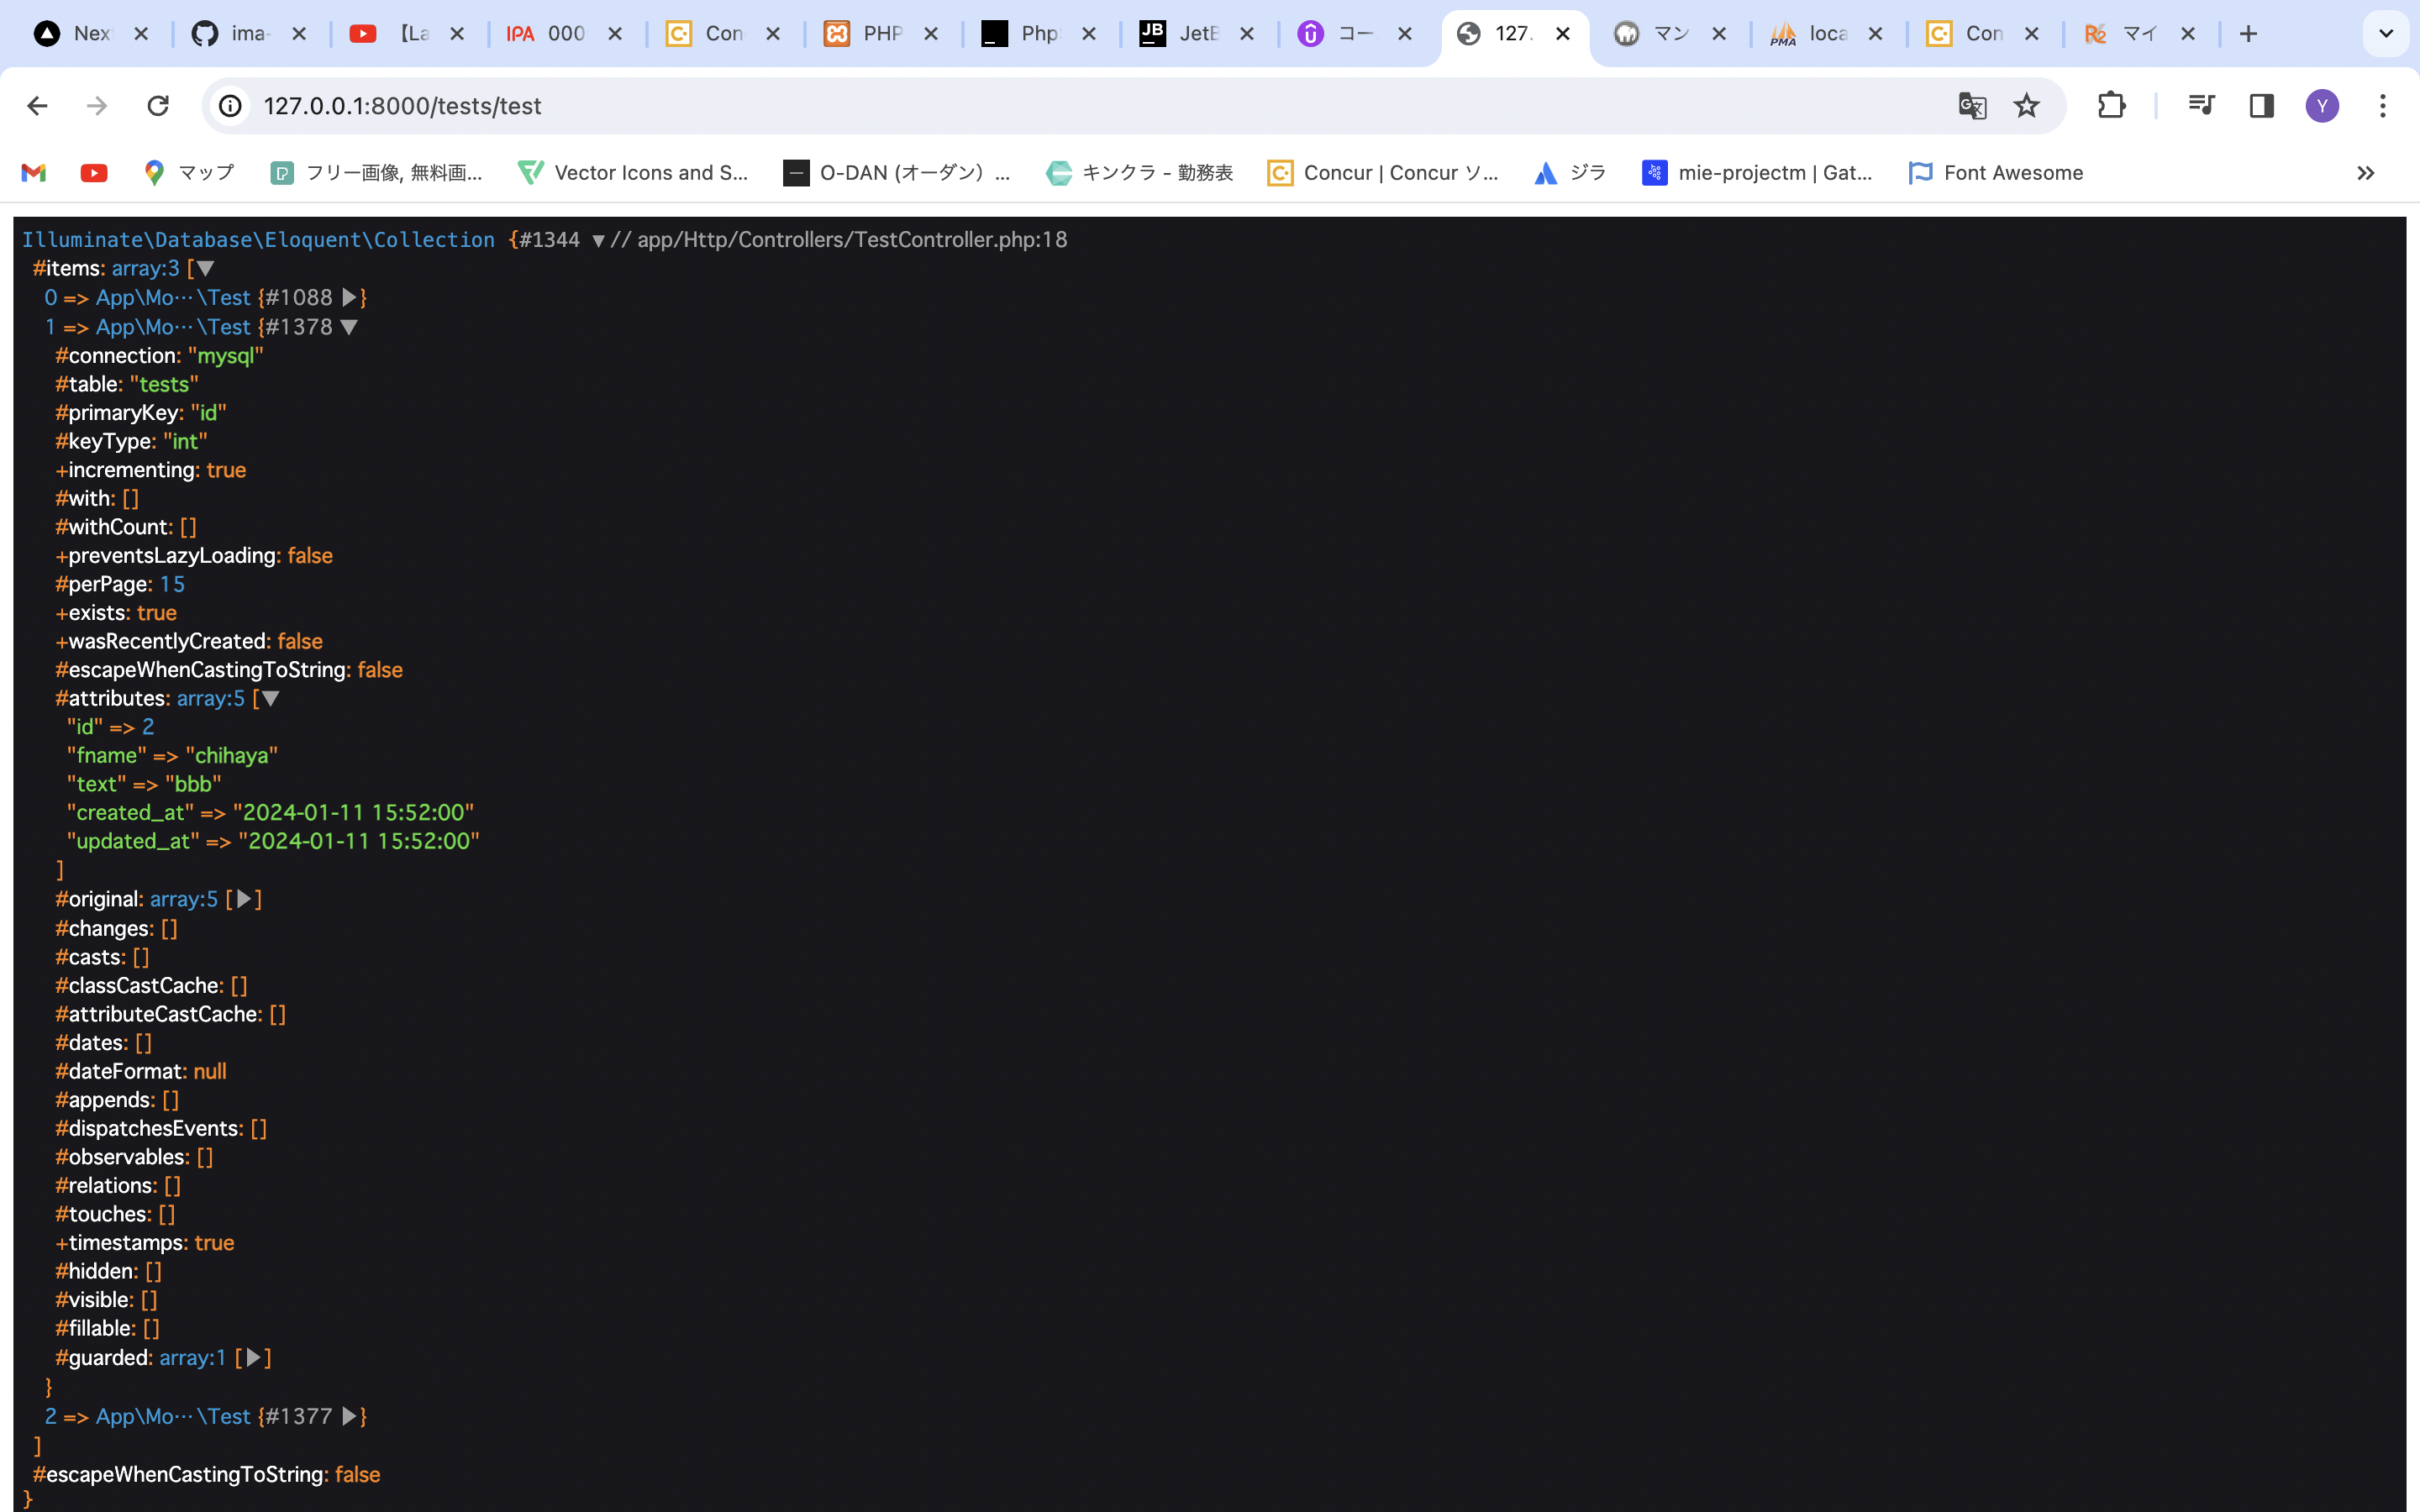 Nex
ima-
【La
IPA 000
Con
PHP
Php
JB JetB
コー
127.
マン
PMA loca
Con
マイ
127.0.0.1:8000/tests/test
Y
マップ
フリー画像, 無料画...
Vector Icons and S...
O-DAN (オーダン) ...
キンクラ - 勤務表
Concur | Concur ソ...
ジラ
mie-projectm | Gat...
Font Awesome
Illuminate\Database\Eloquent\Collection {#1344 ▼// app/Http/Controllers/TestController.php:18
#items: array:3 [▼
0 => App\Mo…\Test {#1088 ▶}
1 => App\Mo…\Test {#1378 ▼
#connection: "mysql"
#table: "tests"
#primaryKey: "id"
#keyType: "int"
+incrementing: true
#with: []
#withCount: []
+preventsLazyLoading: false
#perPage: 15
+exists: true
+wasRecentlyCreated: false
#escapeWhenCastingToString: false
#attributes: array:5 [▼
"id" => 2
"fname" => "chihaya"
"text" => "bbb"
"created_at" => "2024-01-11 15:52:00"
"updated_at" => "2024-01-11 15:52:00"
]
#original: array:5 [▶]
#changes: []
#casts: []
#classCastCache: []
#attributeCastCache: []
#dates: []
#dateFormat: null
#appends: []
#dispatchesEvents: []
#observables: []
#relations: []
#touches: []
+timestamps: true
#hidden: []
#visible: []
#fillable: []
#guarded: array:1 [▶]
}
2 => App\Mo…\Test {#1377 ▶}
]
#escapeWhenCastingToString: false
}